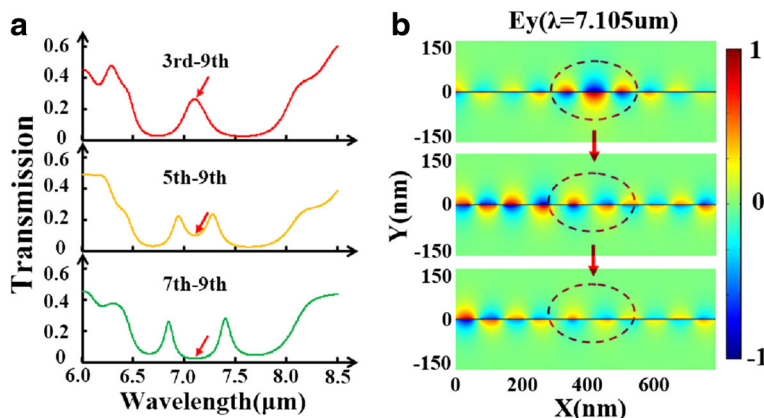 a
Transmission
0.6
0.4
0.2
0
3rd-9th
0.6
0.4
0.2
0
5th-9th
0.6
0.4
0.2
0
7th-9th
6.0 6.5 7.0 7.5 8.0 8.5
Wavelength(μm)
b
Ey(λ=7.105um)
Y(nm)
150
0
-150
150
0
-150
150
0
-150
0 200 400 600
X(nm)
1
-1